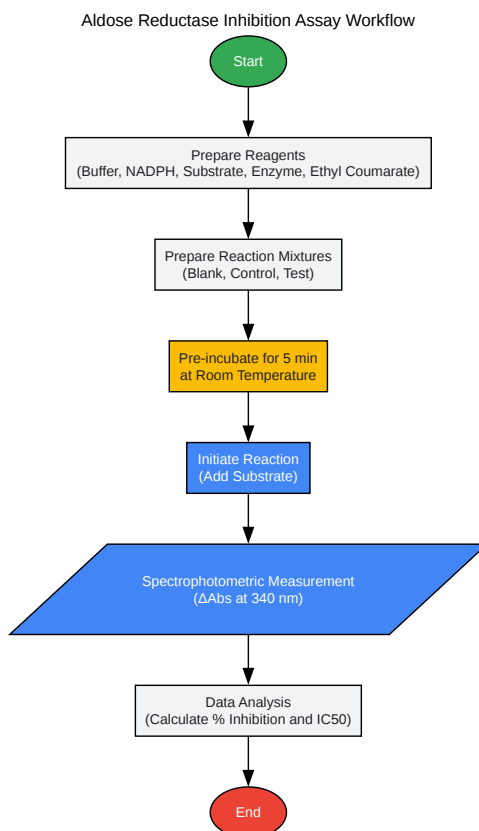 Aldose Reductase Inhibition Assay Workflow
Start
Prepare Reagents
(Buffer, NADPH, Substrate, Enzyme, Ethyl Coumarate)
Prepare Reaction Mixtures
(Blank, Control, Test)
Pre-incubate for 5 min
at Room Temperature
Initiate Reaction
(Add Substrate)
Spectrophotometric Measurement
(ΔAbs at 340 nm)
Data Analysis
(Calculate % Inhibition and IC50)
End